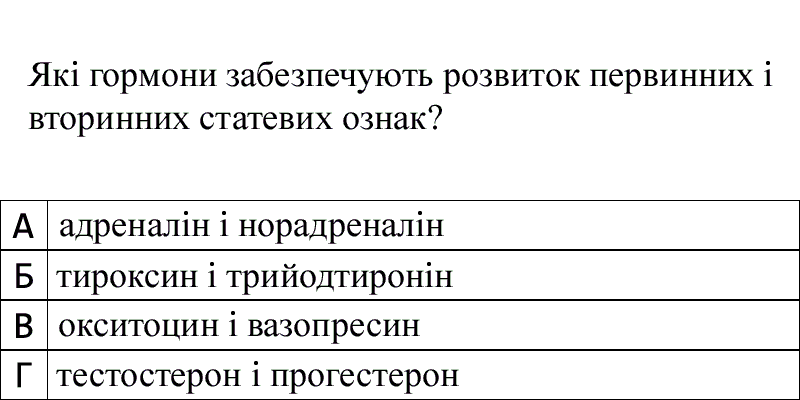 Які гормони забезпечують розвиток первинних і
вторинних статевих ознак?
А адреналін і норадреналін
Б тироксин і трийодтиронін
В окситоцин і вазопресин
Г тестостерон і прогестерон